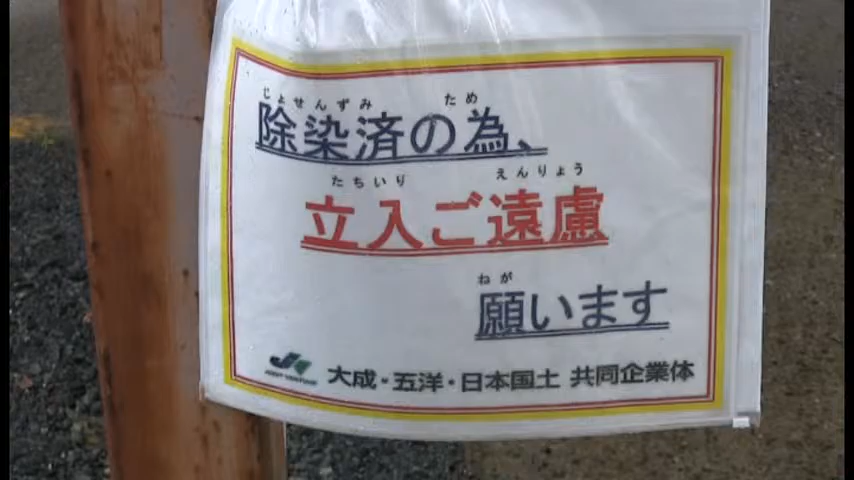 じょせんずみ ため
除染済の為、
たちいり えんりょう
立入ご遠慮
ねが
願います
大成・五洋・日本国土 共同企業体